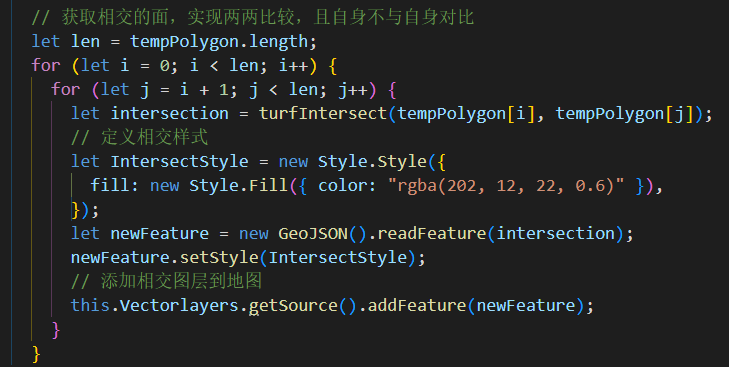 // 获取相交的面，实现两两比较，且自身不与自身对比
let len = tempPolygon.length;
for (let i = 0; i < len; i++) {
for (let j = i + 1; j < len; j++) {
let intersection = turfIntersect(tempPolygon[i], tempPolygon[j]);
// 定义相交样式
let IntersectStyle = new Style.Style({
fill: new Style.Fill({ color: "rgba(202, 12, 22, 0.6)" }),
});
let newFeature = new GeoJSON().readFeature(intersection);
newFeature.setStyle(IntersectStyle);
// 添加相交图层到地图
this.Vectorlayers.getSource().addFeature(newFeature);
}
}